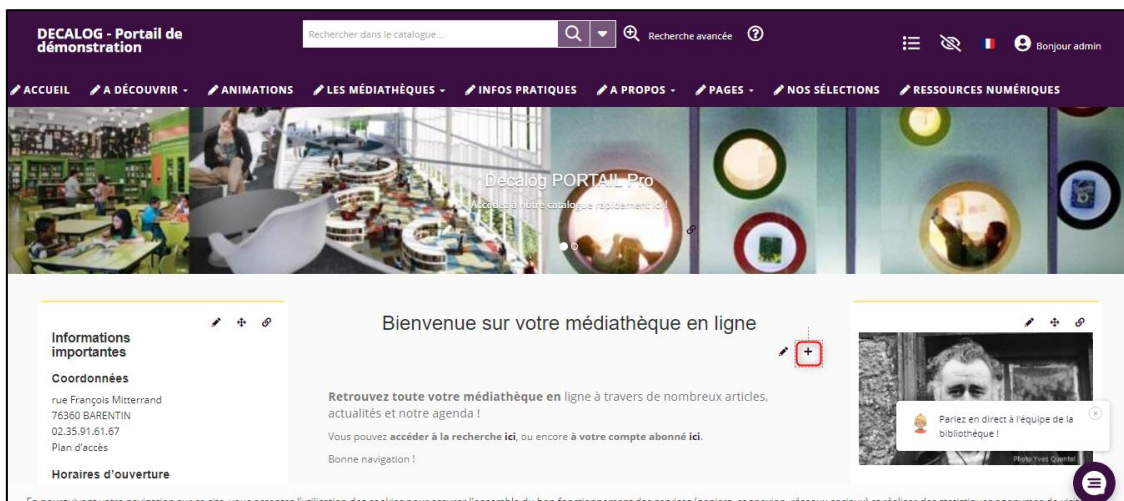 DECALOG - Portail de
démonstration
Rechercher dans le catalogue...
Recherche avancée
Bonjour admin
ACCUEIL
A DÉCOUVRIR
ANIMATIONS
LES MÉDIATHÈQUES
INFOS PRATIQUES
A PROPOS
PAGES
NOS SÉLECTIONS
RESSOURCES NUMÉRIQUES
Decalog PORTAIL Pro
Accédez à notre catalogue rapidement ici !
Informations
importantes
Coordonnées
rue François Mitterrand
76360 BARENTIN
02.35.91.61.67
Plan d'accès
Horaires d'ouverture
Bienvenue sur votre médiathèque en ligne
Retrouvez toute votre médiathèque en ligne à travers de nombreux articles,
actualités et notre agenda !
Vous pouvez accéder à la recherche ici, ou encore à votre compte abonné ici.
Bonne navigation !
Parlez en direct à l'équipe de la
bibliothèque !
Photo Yves Quentel